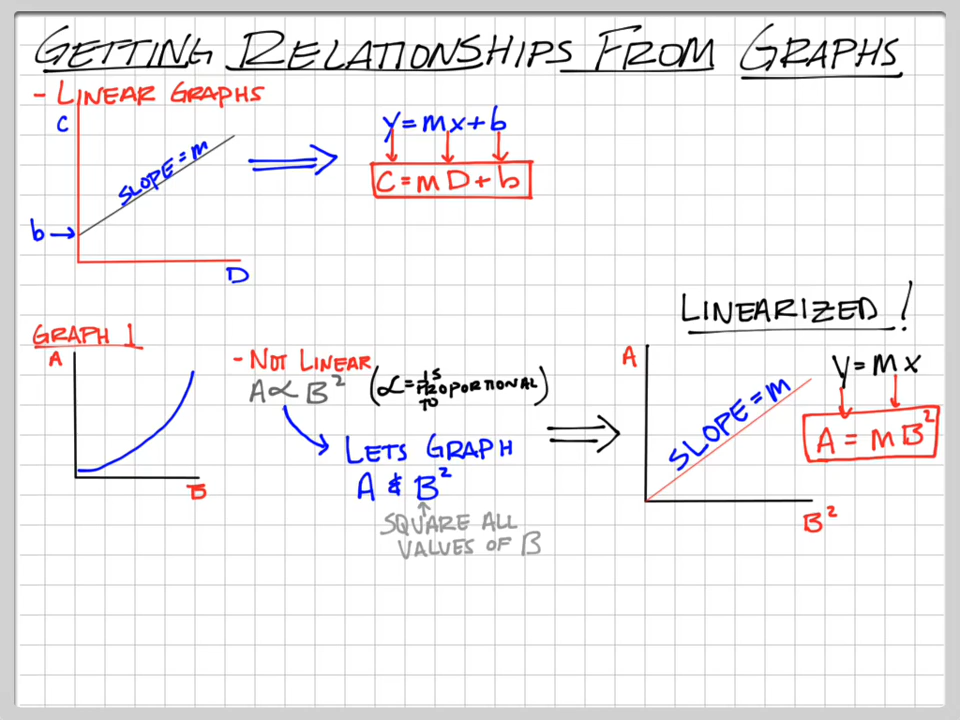 GETTING RELATIONSHIPS FROM GRAPHS
- LINEAR GRAPHS
C
SLOPE = m
b →
D
y = mx + b
C = m D + b
GRAPH 1
A
B
- NOT LINEAR
A ∝ B²
(∝ = IS PROPORTIONAL TO)
LETS GRAPH
A & B²
SQUARE ALL
VALUES OF B
LINEARIZED!
A
SLOPE = m
B²
y = m x
A = m B²